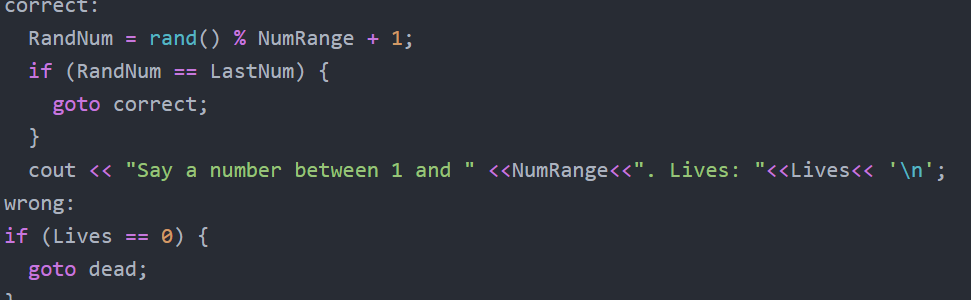 correct:
  RandNum = rand() % NumRange + 1;
  if (RandNum == LastNum) {
    goto correct;
  }
  cout << "Say a number between 1 and " <<NumRange<<". Lives: "<<Lives<< '\n';
wrong:
if (Lives == 0) {
  goto dead;
}